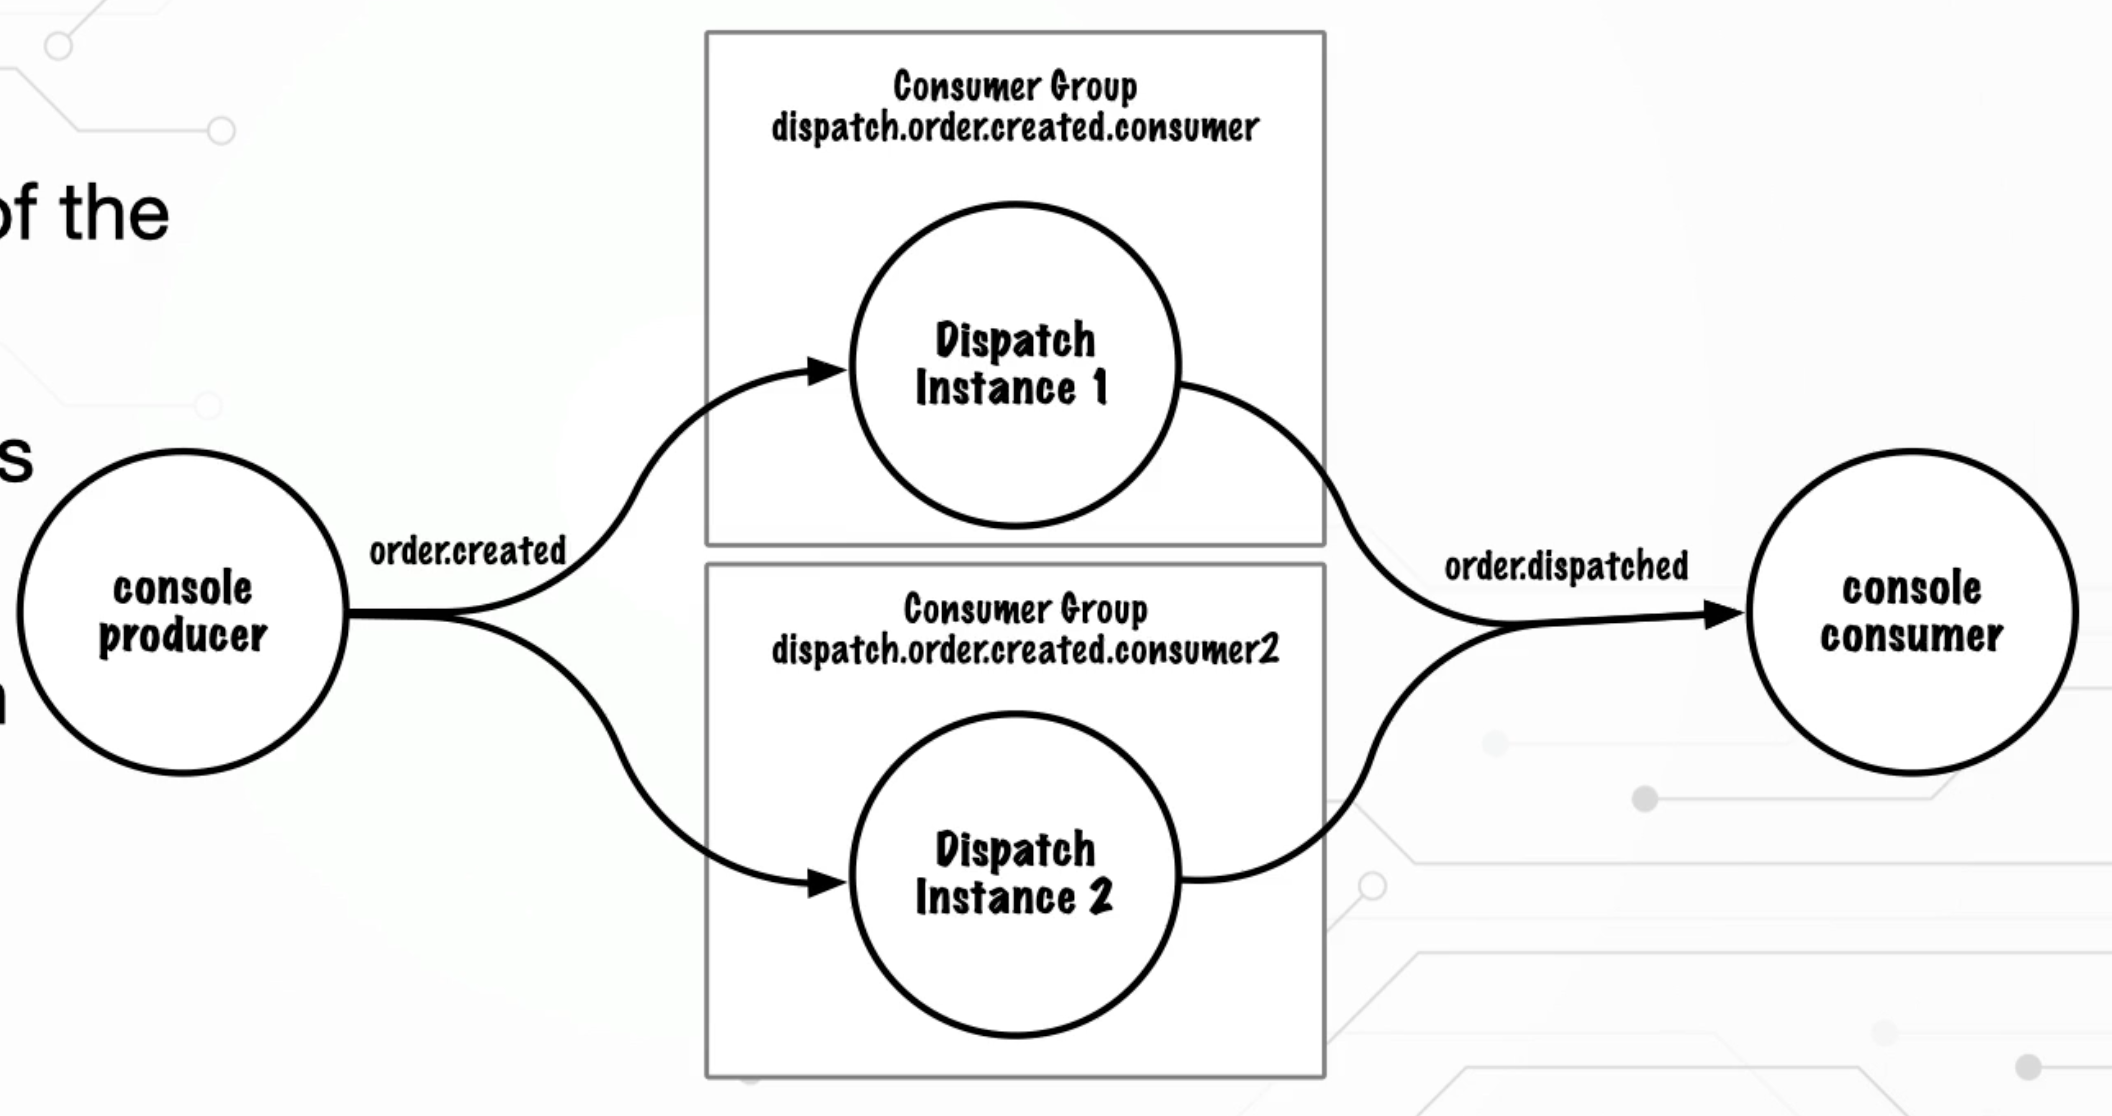 of the
s
console
producer
order.created
Consumer Group
dispatch.order.created.consumer
Dispatch
Instance 1
Consumer Group
dispatch.order.created.consumer2
Dispatch
Instance 2
order.dispatched
console
consumer